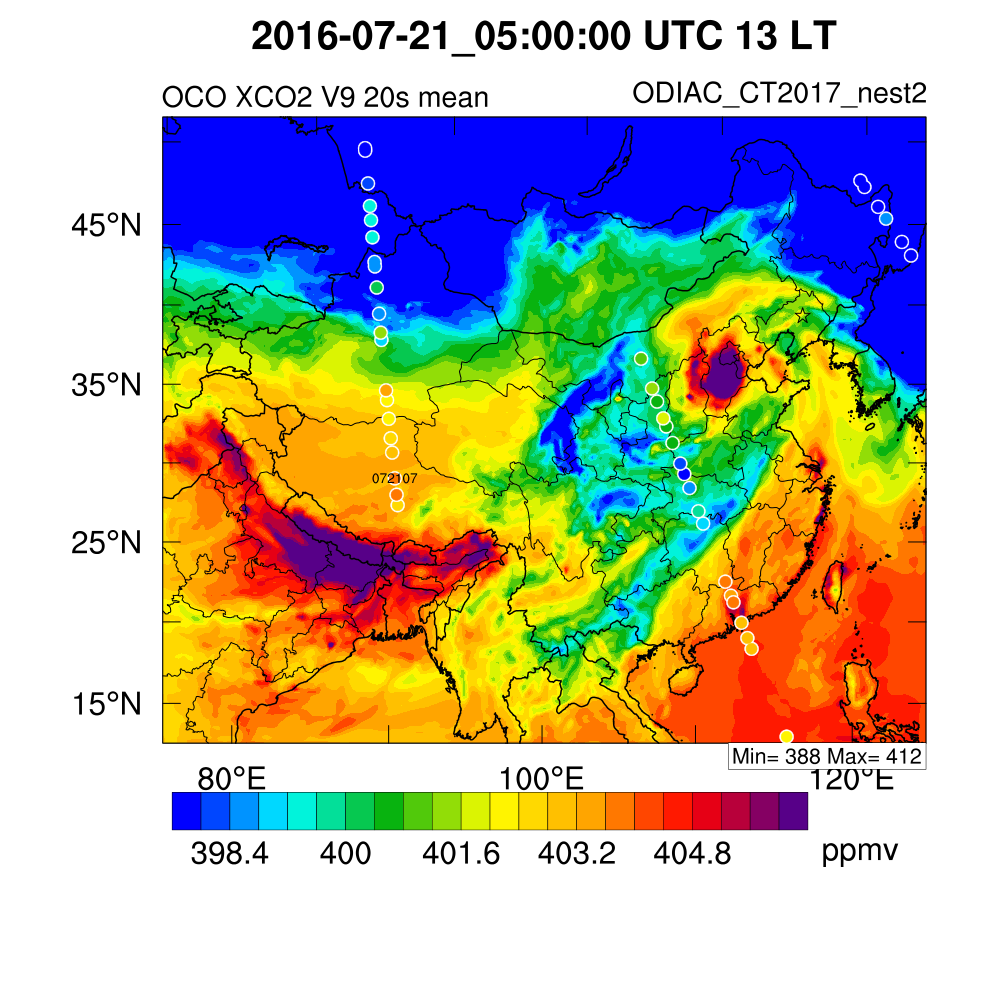 2016-07-21_05:00:00 UTC 13 LT
OCO XCO2 V9 20s mean
ODIAC_CT2017_nest2
45°N
35°N
072107
25°N
15°N
Min= 388 Max= 412
80°E
100°E
120°E
398.4
400
401.6
403.2
404.8
ppmv